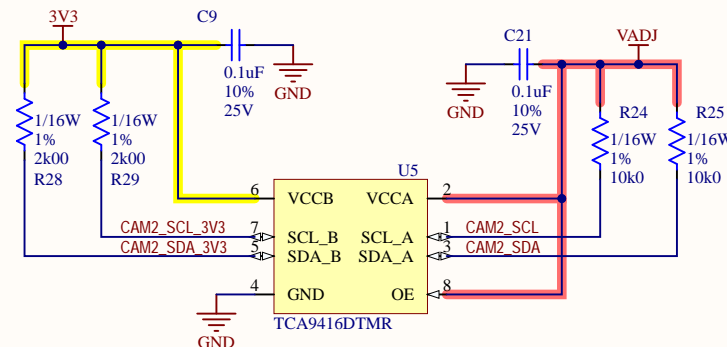 3V3
C9
0.1uF
10%
25V
GND
1/16W
1%
2k00
R28
1/16W
1%
2k00
R29
C21
0.1uF
10%
25V
GND
VADJ
R24
1/16W
1%
10k0
R25
1/16W
1%
10k0
U5
6 VCCB VCCA 2
CAM2_SCL_3V3 7 SCL_B SCL_A 1 CAM2_SCL
CAM2_SDA_3V3 5 SDA_B SDA_A 3 CAM2_SDA
4 GND OE 8
GND
TCA9416DTMR